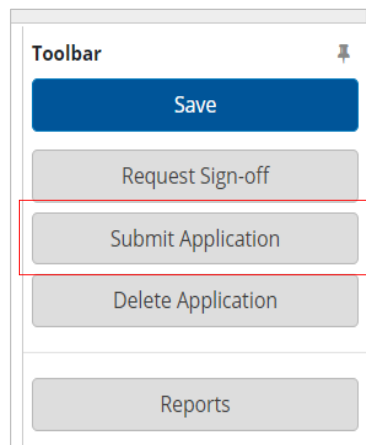 Toolbar
Save
Request Sign-off
Submit Application
Delete Application
Reports